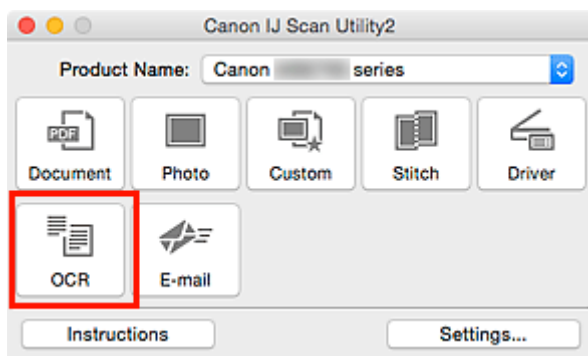 Canon IJ Scan Utility2
Product Name: Canon series
PDF
Document Photo Custom Stitch Driver
OCR E-mail
Instructions Settings...